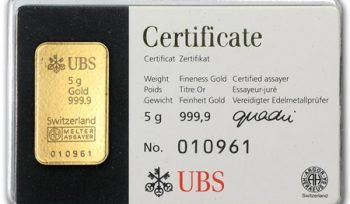 UBS
5 g
Gold
999,9
Switzerland
MELTER
ASSAYER
010961
Certificate
Certificat Zertifikat
Weight Fineness Gold Certified assayer
Poids Titre Or Essayeur-juré
Gewicht Feinheit Gold Vereidigter Edelmetallprüfer
5 g 999,9
No. 010961
UBS
Switzerland